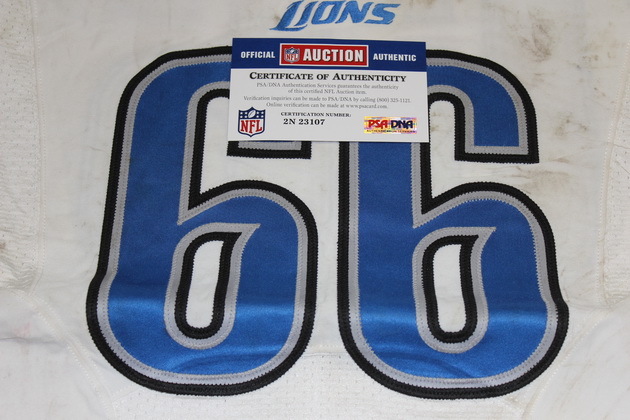 LIONS
OFFICIAL NFL AUCTION AUTHENTIC
CERTIFICATE OF AUTHENTICITY
PSA/DNA Authentication Services guarantees the authenticity
of this certified NFL Auction item.
Verification inquiries can be made to PSA/DNA by calling (800) 325-1121.
Online verification can be made at www.psacard.com.
CERTIFICATION NUMBER:
NFL 2N 23107 PSA/DNA
66